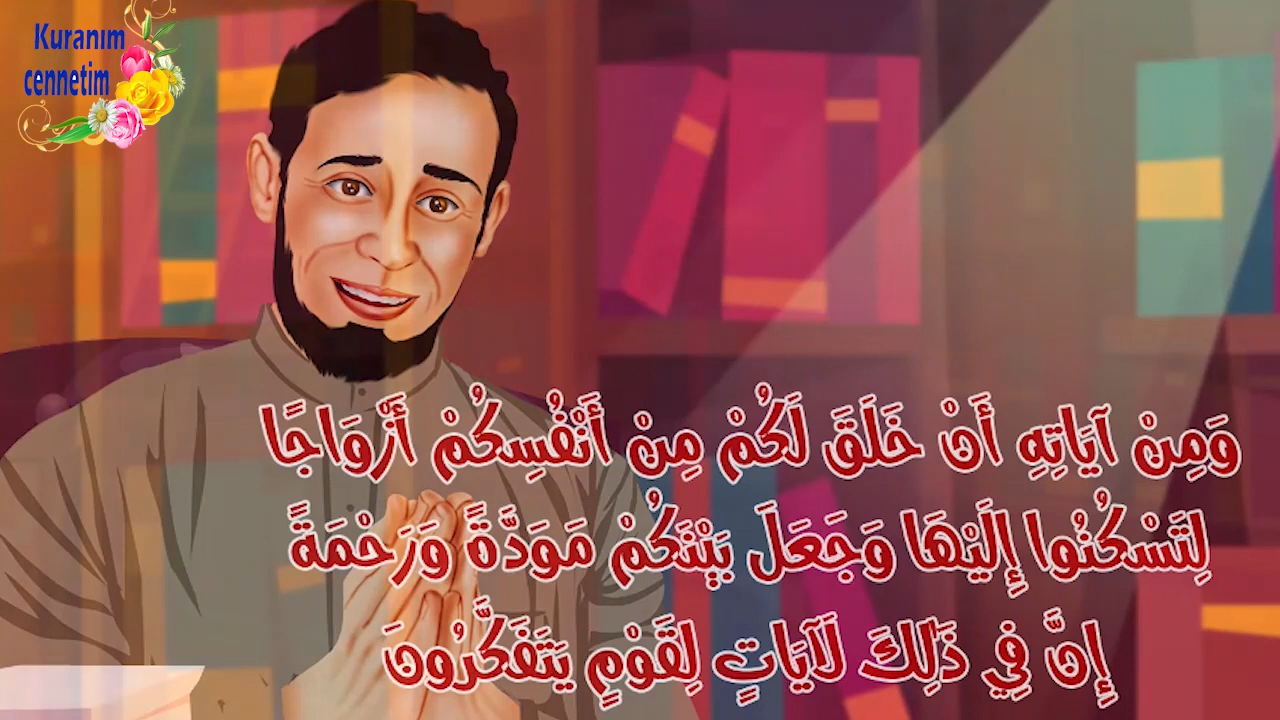 Kuranım
cennetim
وَمِنْ آيَاتِهِ أَنْ خَلَقَ لَكُمْ مِنْ أَنْفُسِكُمْ أَزْوَاجًا
لِتَسْكُنُوا إِلَيْهَا وَجَعَلَ بَيْنَكُمْ مَوَدَّةً وَرَحْمَةً
إِنَّ فِي ذَلِكَ لَآيَاتٍ لِقَوْمٍ يَتَفَكَّرُونَ